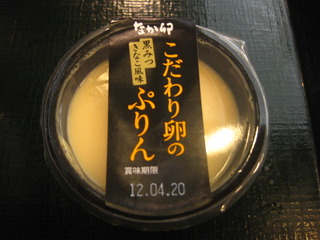 なか卯
こだわり卵の
ぷりん
黒みつ
きなこ風味
賞味期限
12.04.20